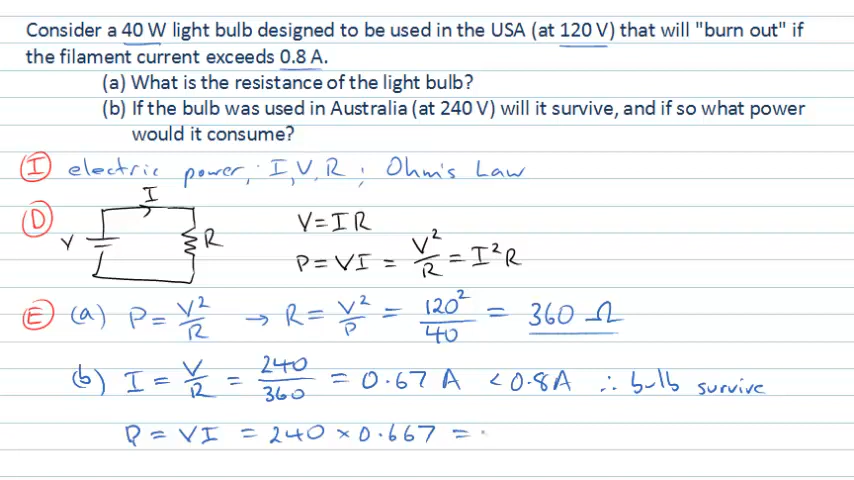 Consider a 40 W light bulb designed to be used in the USA (at 120 V) that will "burn out" if
the filament current exceeds 0.8 A.
(a) What is the resistance of the light bulb?
(b) If the bulb was used in Australia (at 240 V) will it survive, and if so what power
would it consume?
I electric power, I, V, R ; Ohm's Law
I
D V R V = I R
P = VI = V²/R = I²R
E (a) P = V²/R → R = V²/P = 120²/40 = 360 Ω
(b) I = V/R = 240/360 = 0.67 A < 0.8A ∴ bulb survive
P = VI = 240 × 0.667 =